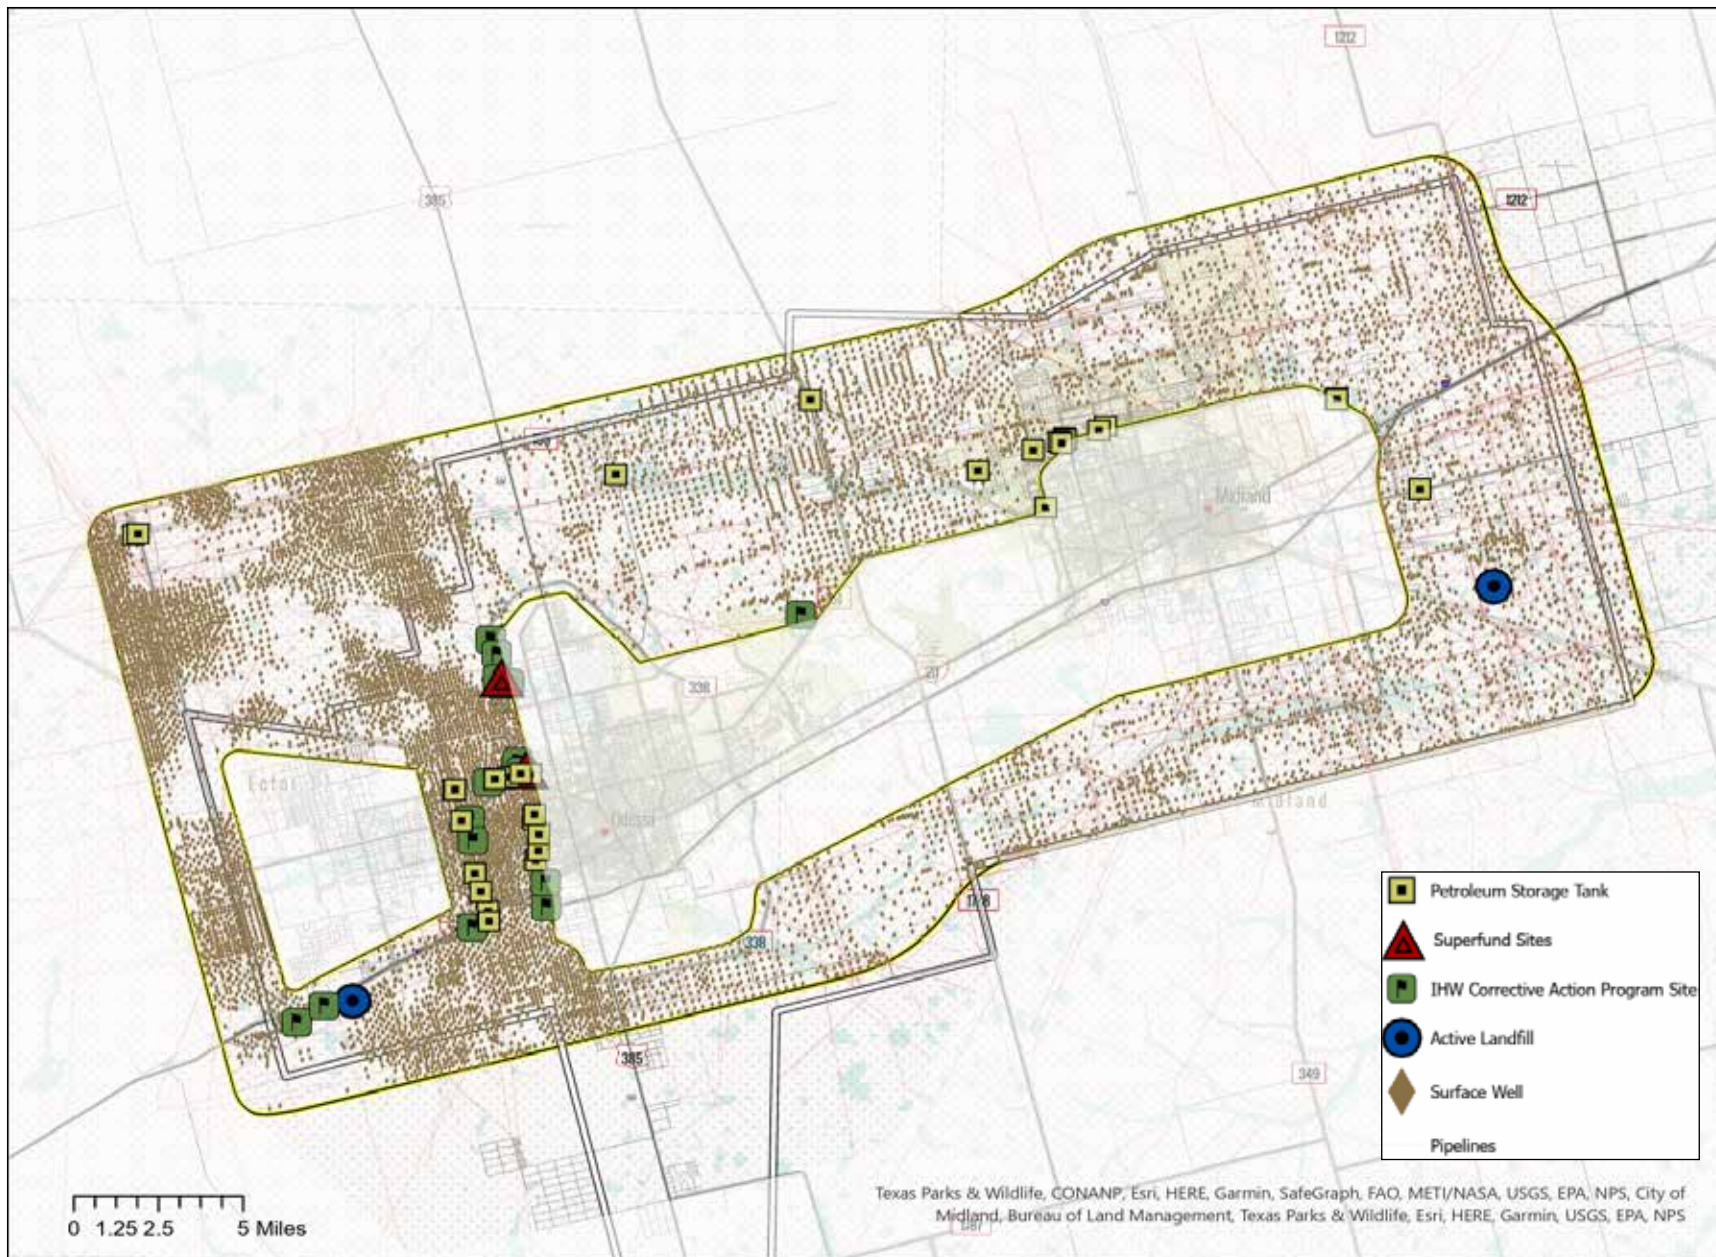 1212
385
1212
Midland
338
20
Ector
Odessa
Midland
1788
338
385
349
Petroleum Storage Tank
Superfund Sites
IHW Corrective Action Program Site
Active Landfill
Surface Well
Pipelines
0 1.25 2.5 5 Miles
Texas Parks & Wildlife, CONANP, Esri, HERE, Garmin, SafeGraph, FAO, METI/NASA, USGS, EPA, NPS, City of
Midland, Bureau of Land Management, Texas Parks & Wildlife, Esri, HERE, Garmin, USGS, EPA, NPS